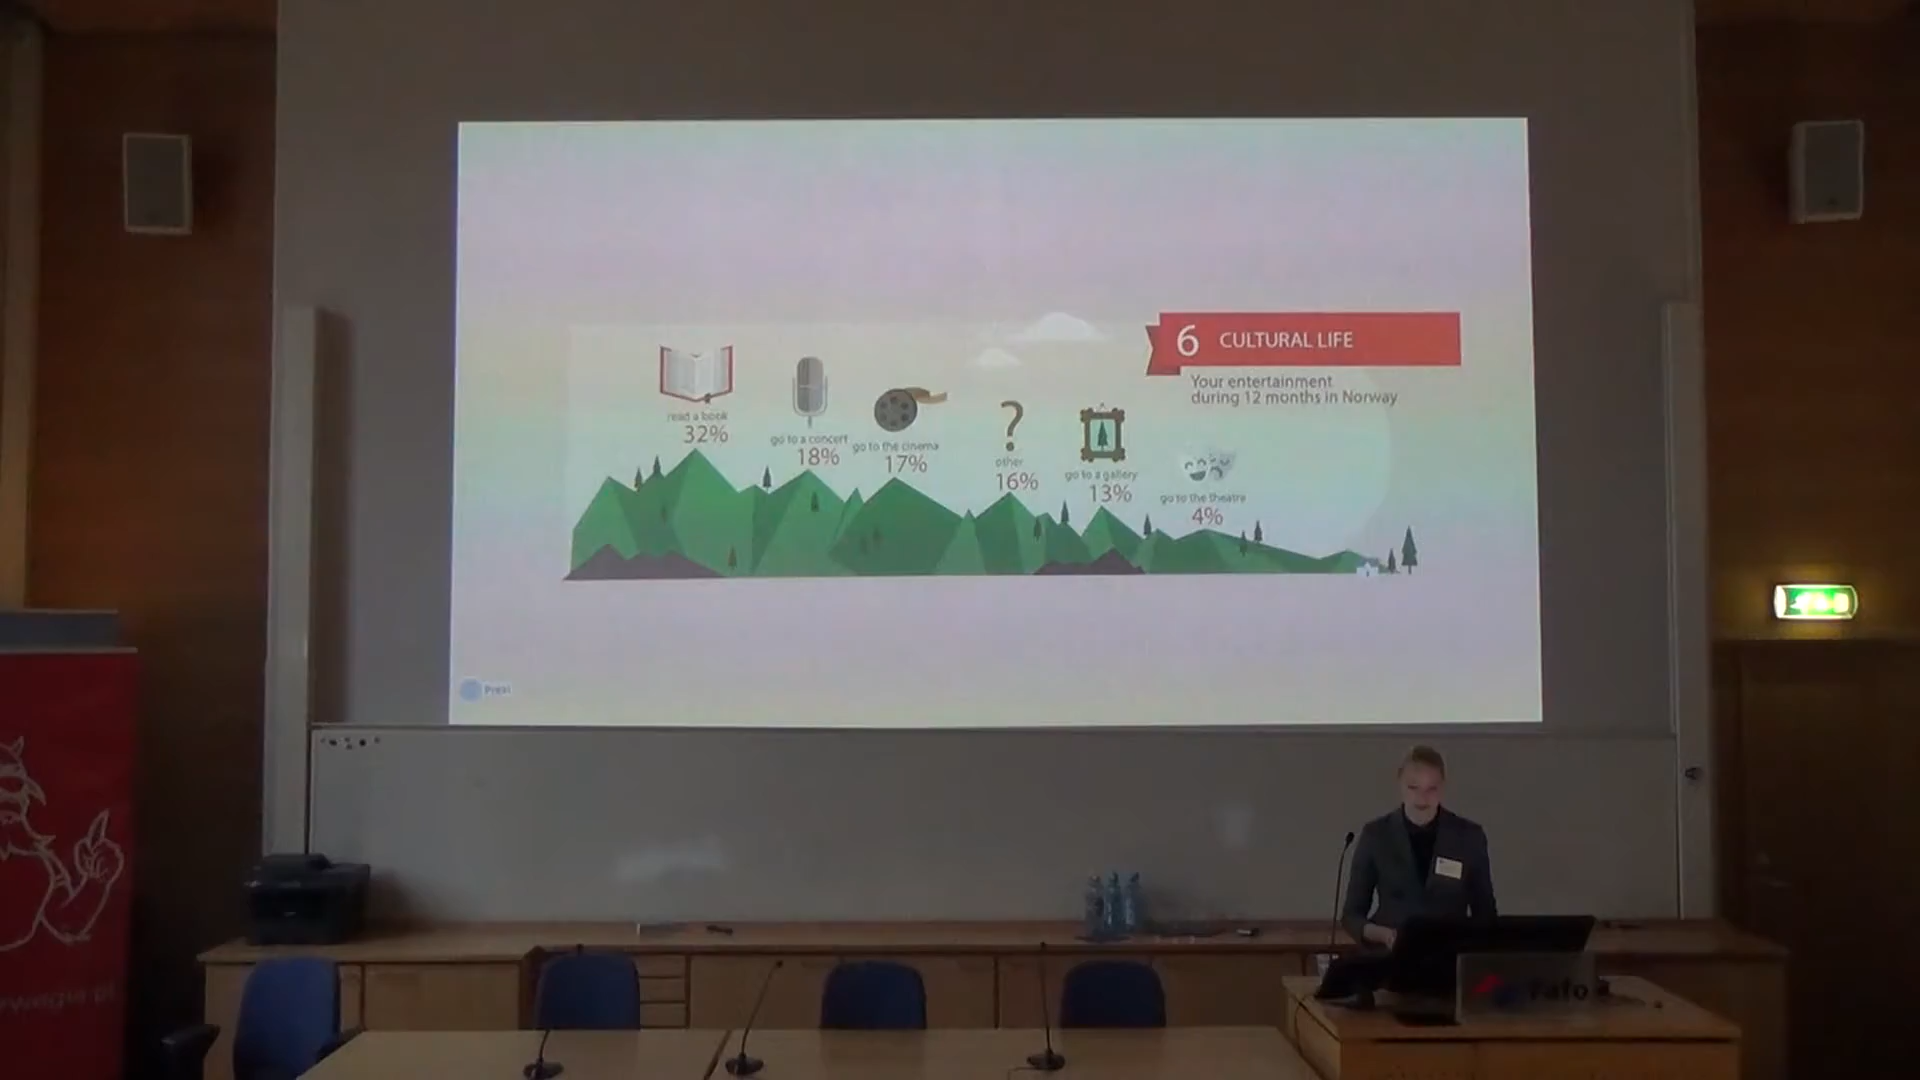 6 CULTURAL LIFE
Your entertainment
during 12 months in Norway
read a book
32%
go to a concert
18%
go to the cinema
17%
other
16%
go to a gallery
13%
go to the theatre
4%
Prezi
Fafo